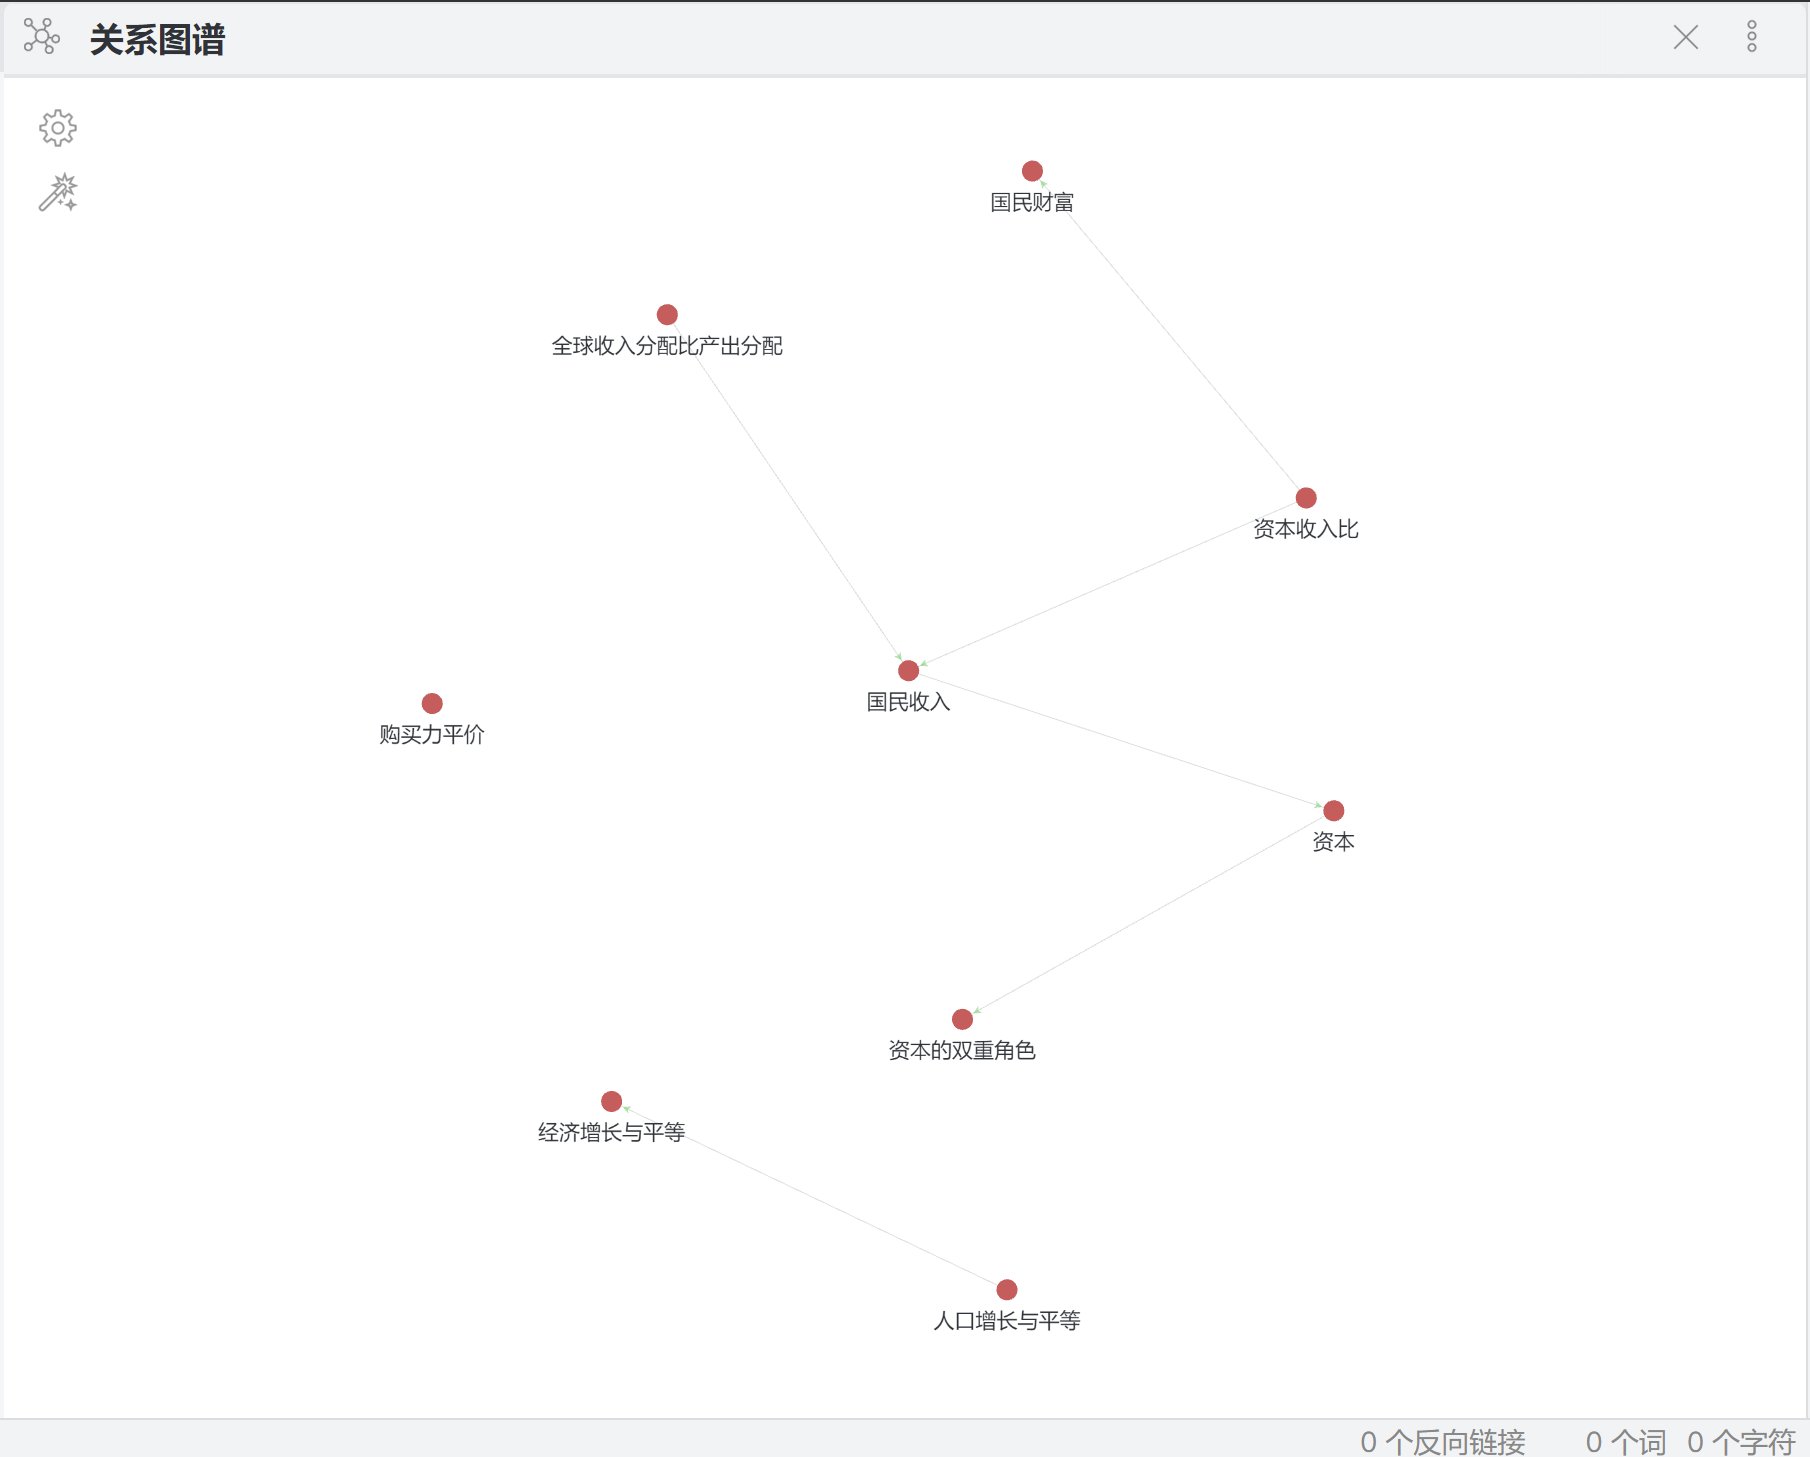 关系图谱
国民财富
全球收入分配比产出分配
资本收入比
国民收入
购买力平价
资本
资本的双重角色
经济增长与平等
人口增长与平等
0 个反向链接 0 个词 0 个字符